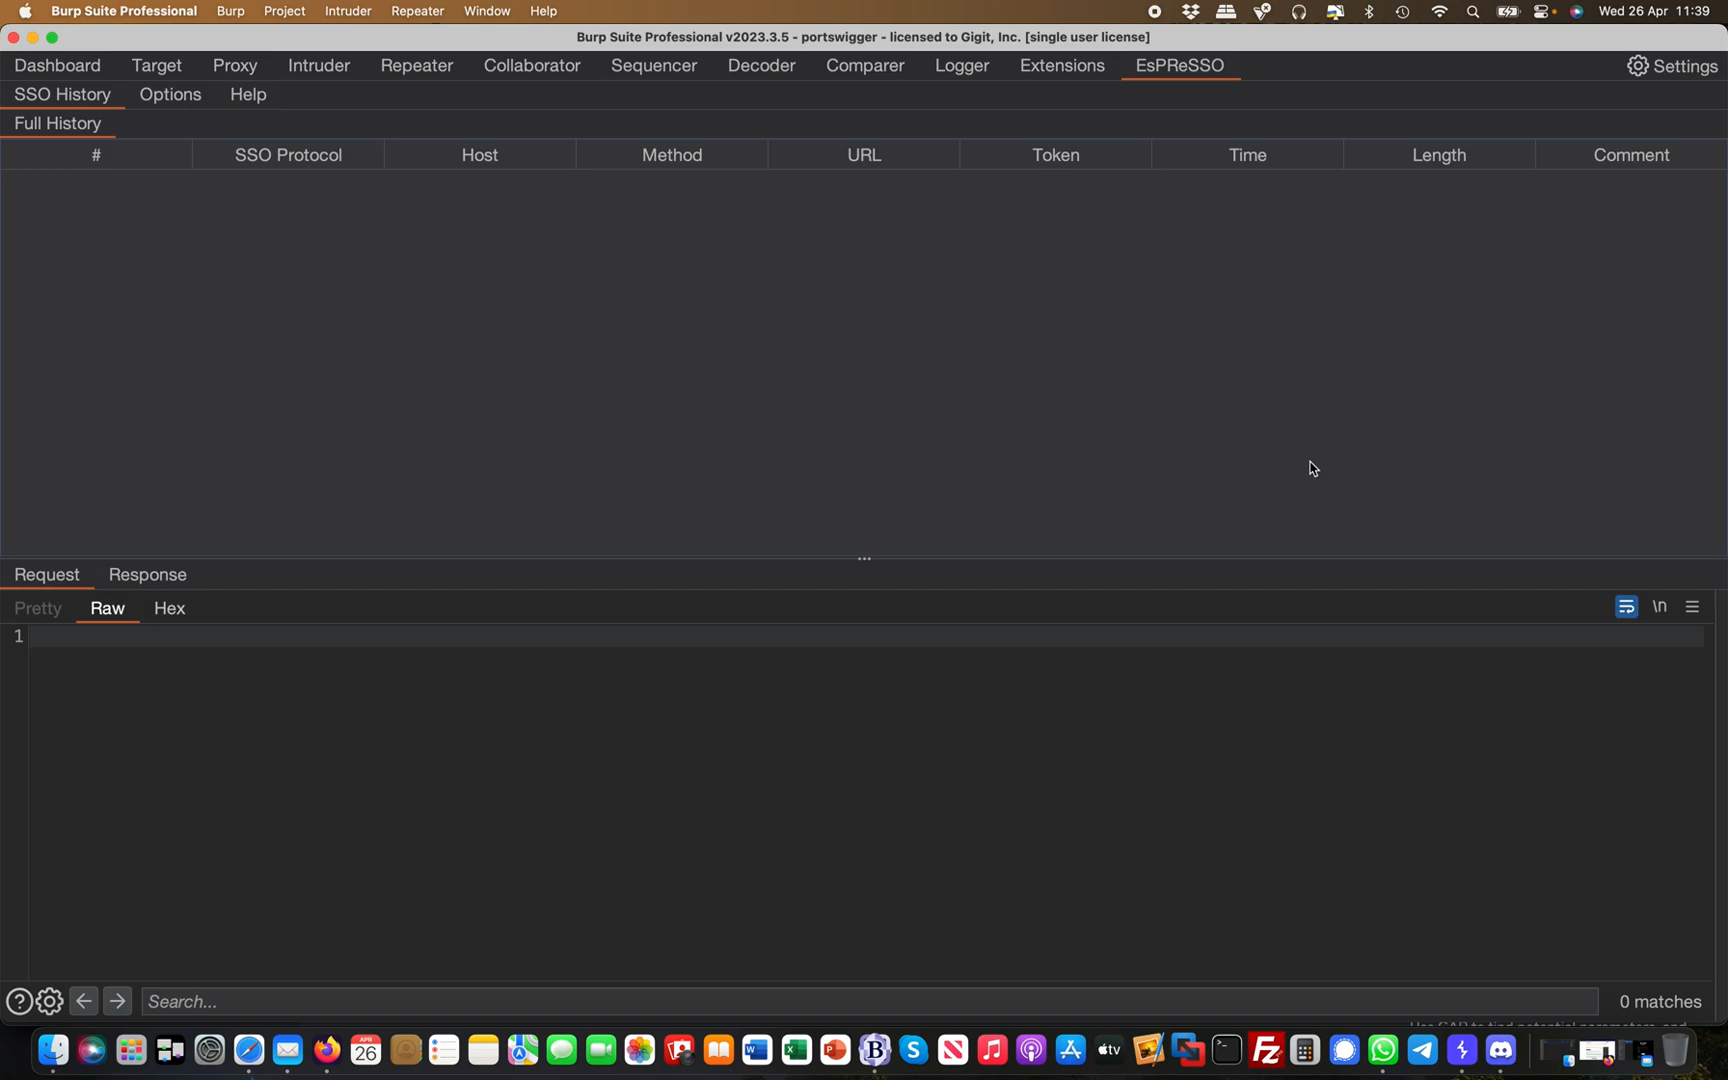 Burp Suite Professional Burp Project Intruder Repeater Window Help Wed 26 Apr 11:39
Burp Suite Professional v2023.3.5 - portswigger - licensed to Gigit, Inc. [single user license]
Dashboard Target Proxy Intruder Repeater Collaborator Sequencer Decoder Comparer Logger Extensions EsPReSSO Settings
SSO History Options Help
Full History
# SSO Protocol Host Method URL Token Time Length Comment
Request Response
Pretty Raw Hex \n
1
Search... 0 matches
APR
26
tv